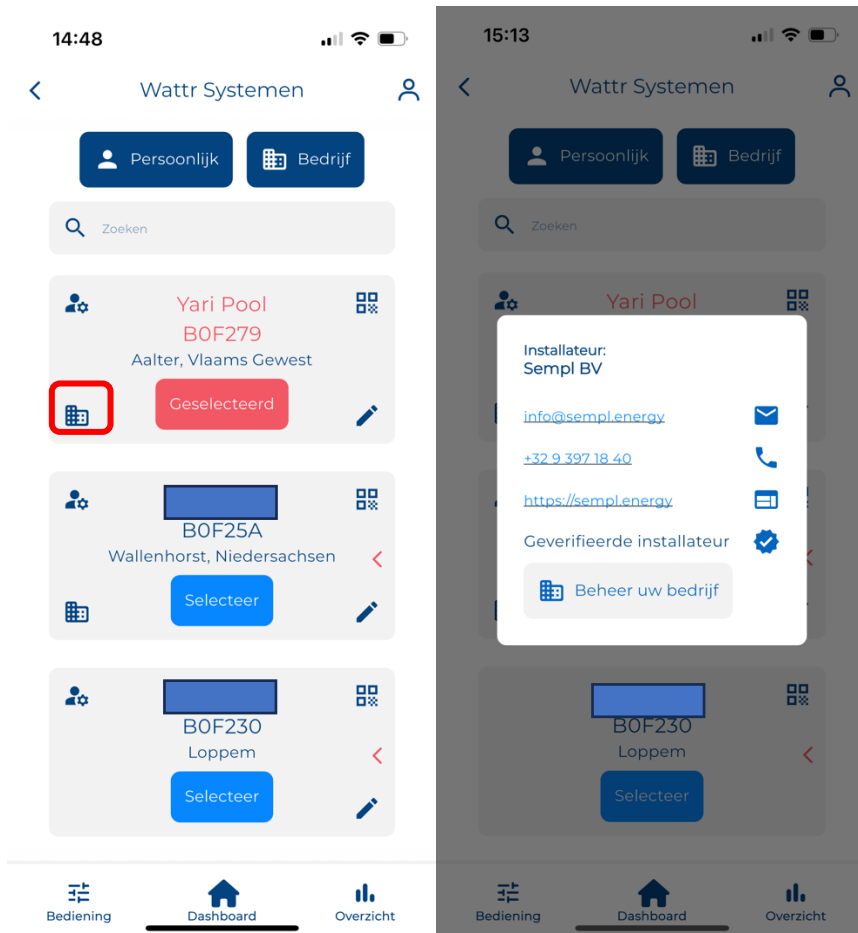 14:48
Wattr Systemen
Persoonlijk
Bedrijf
Zoeken
Yari Pool
B0F279
Aalter, Vlaams Gewest
Geselecteerd
B0F25A
Wallenhorst, Niedersachsen
Selecteer
B0F230
Loppem
Selecteer
Bediening
Dashboard
Overzicht
15:13
Wattr Systemen
Persoonlijk
Bedrijf
Zoeken
Yari Pool
Installateur:
Sempl BV
info@sempl.energy
+32 9 397 18 40
https://sempl.energy
Geverifieerde installateur
Beheer uw bedrijf
B0F230
Loppem
Selecteer
Bediening
Dashboard
Overzicht